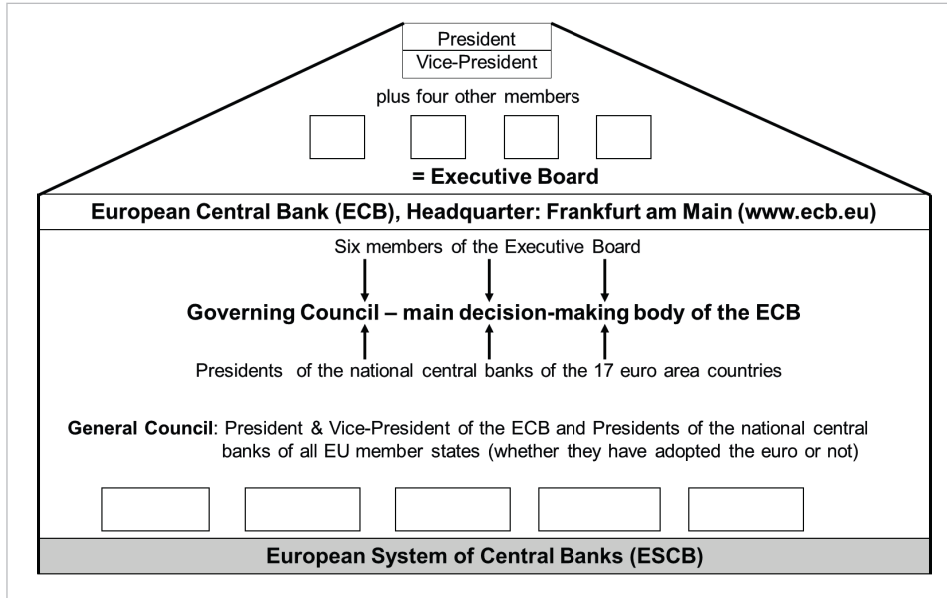 President
Vice-President
plus four other members
= Executive Board
European Central Bank (ECB), Headquarter: Frankfurt am Main (www.ecb.eu)
Six members of the Executive Board
Governing Council – main decision-making body of the ECB
Presidents of the national central banks of the 17 euro area countries
General Council: President & Vice-President of the ECB and Presidents of the national central
banks of all EU member states (whether they have adopted the euro or not)
European System of Central Banks (ESCB)